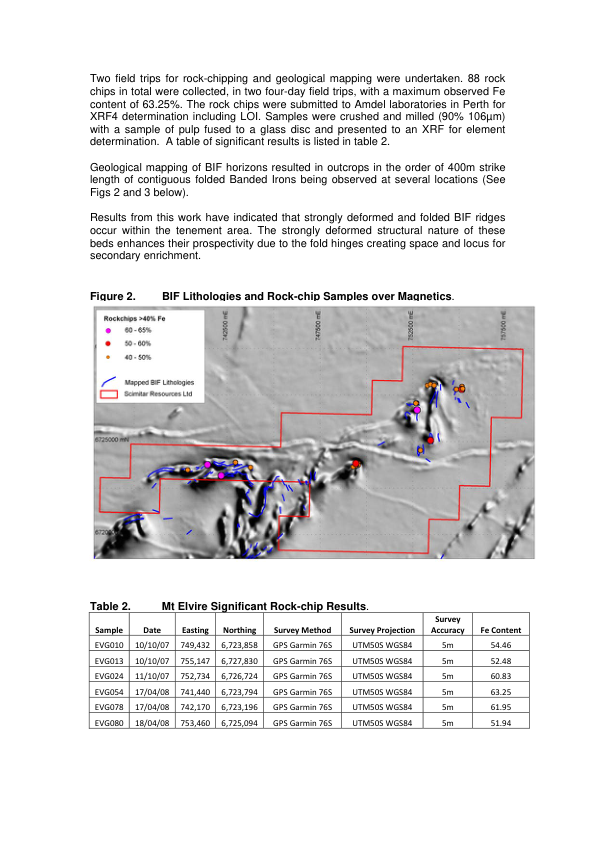 Two field trips for rock-chipping and geological mapping were undertaken. 88 rock
chips in total were collected, in two four-day field trips, with a maximum observed Fe
content of 63.25%. The rock chips were submitted to Amdel laboratories in Perth for
XRF4 determination including LOI. Samples were crushed and milled (90% 106µm)
with a sample of pulp fused to a glass disc and presented to an XRF for element
determination.  A table of significant results is listed in table 2.
Geological mapping of BIF horizons resulted in outcrops in the order of 400m strike
length of contiguous folded Banded Irons being observed at several locations (See
Figs 2 and 3 below).
Results from this work have indicated that strongly deformed and folded BIF ridges
occur within the tenement area. The strongly deformed structural nature of these
beds enhances their prospectivity due to the fold hinges creating space and locus for
secondary enrichment.
Figure 2. BIF Lithologies and Rock-chip Samples over Magnetics.
Rockchips >40% Fe
60 - 65%
50 - 60%
40 - 50%
Mapped BIF Lithologies
Scimitar Resources Ltd
742500 mE
747500 mE
752500 mE
757500 mE
6725000 mN
67200
Table 2. Mt Elvire Significant Rock-chip Results.
Sample Date Easting Northing Survey Method Survey Projection Survey Accuracy Fe Content
EVG010 10/10/07 749,432 6,723,858 GPS Garmin 76S UTM50S WGS84 5m 54.46
EVG013 10/10/07 755,147 6,727,830 GPS Garmin 76S UTM50S WGS84 5m 52.48
EVG024 11/10/07 752,734 6,726,724 GPS Garmin 76S UTM50S WGS84 5m 60.83
EVG054 17/04/08 741,440 6,723,794 GPS Garmin 76S UTM50S WGS84 5m 63.25
EVG078 17/04/08 742,170 6,723,196 GPS Garmin 76S UTM50S WGS84 5m 61.95
EVG080 18/04/08 753,460 6,725,094 GPS Garmin 76S UTM50S WGS84 5m 51.94